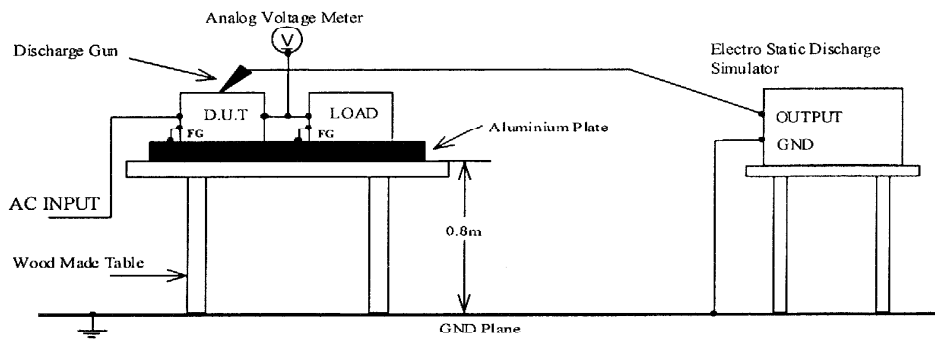 Analog Voltage Meter
V
Discharge Gun
Electro Static Discharge
Simulator
D.U.T
LOAD
OUTPUT
FG
FG
Aluminium Plate
GND
AC INPUT
0.8m
Wood Made Table
GND Plane